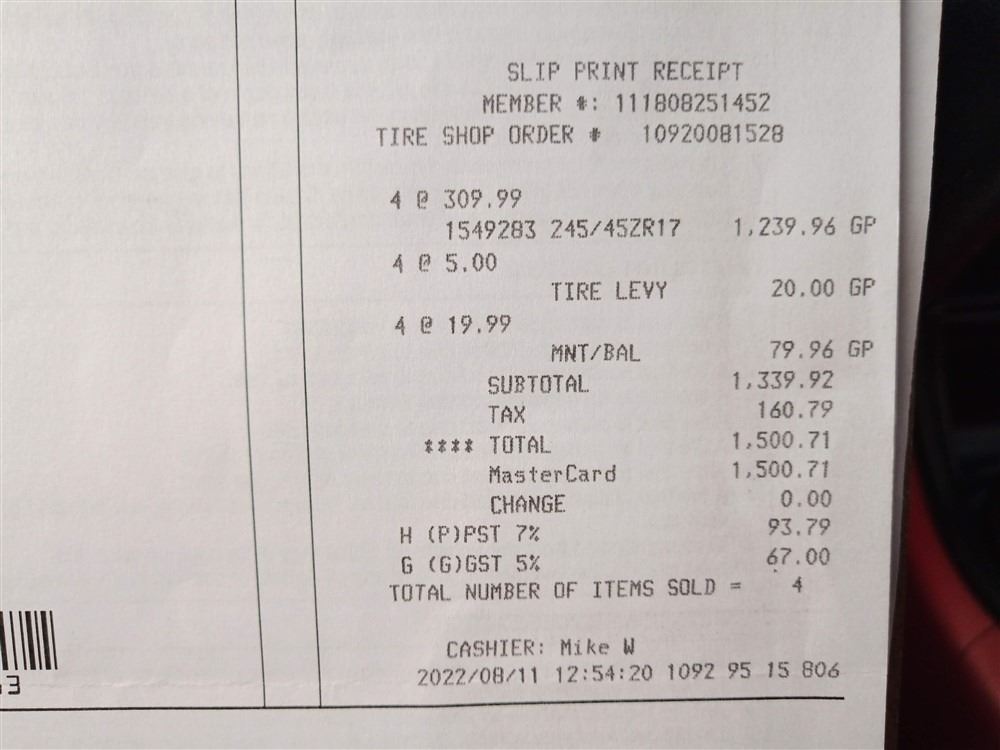 SLIP PRINT RECEIPT
MEMBER #: 111808251452
TIRE SHOP ORDER # 10920081528
4 @ 309.99
1549283 245/45ZR17 1,239.96 GP
4 @ 5.00
TIRE LEVY 20.00 GP
4 @ 19.99
MNT/BAL 79.96 GP
SUBTOTAL 1,339.92
TAX 160.79
**** TOTAL 1,500.71
MasterCard 1,500.71
CHANGE 0.00
H (P)PST 7% 93.79
G (G)GST 5% 67.00
TOTAL NUMBER OF ITEMS SOLD = 4
CASHIER: Mike W
2022/08/11 12:54:20 1092 95 15 806